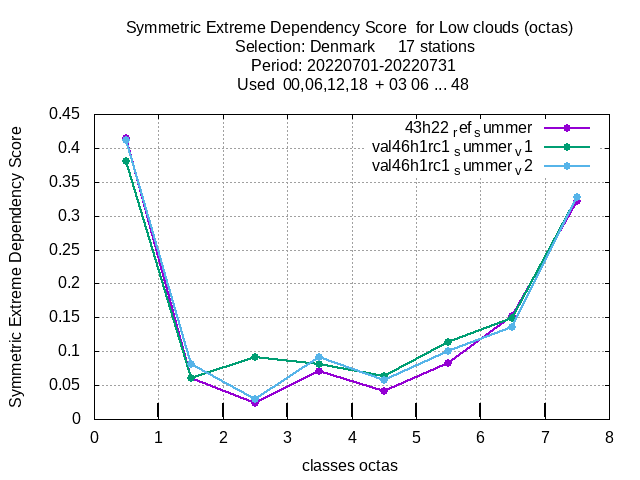 Symmetric Extreme Dependency Score  for Low clouds (octas)
Selection: Denmark     17 stations
Period: 20220701-20220731
Used  00,06,12,18  + 03 06 ... 48
43h22_ref_summer
val46h1rc1_summer_v1
val46h1rc1_summer_v2
Symmetric Extreme Dependency Score
0.45
0.4
0.35
0.3
0.25
0.2
0.15
0.1
0.05
0
0 1 2 3 4 5 6 7 8
classes octas